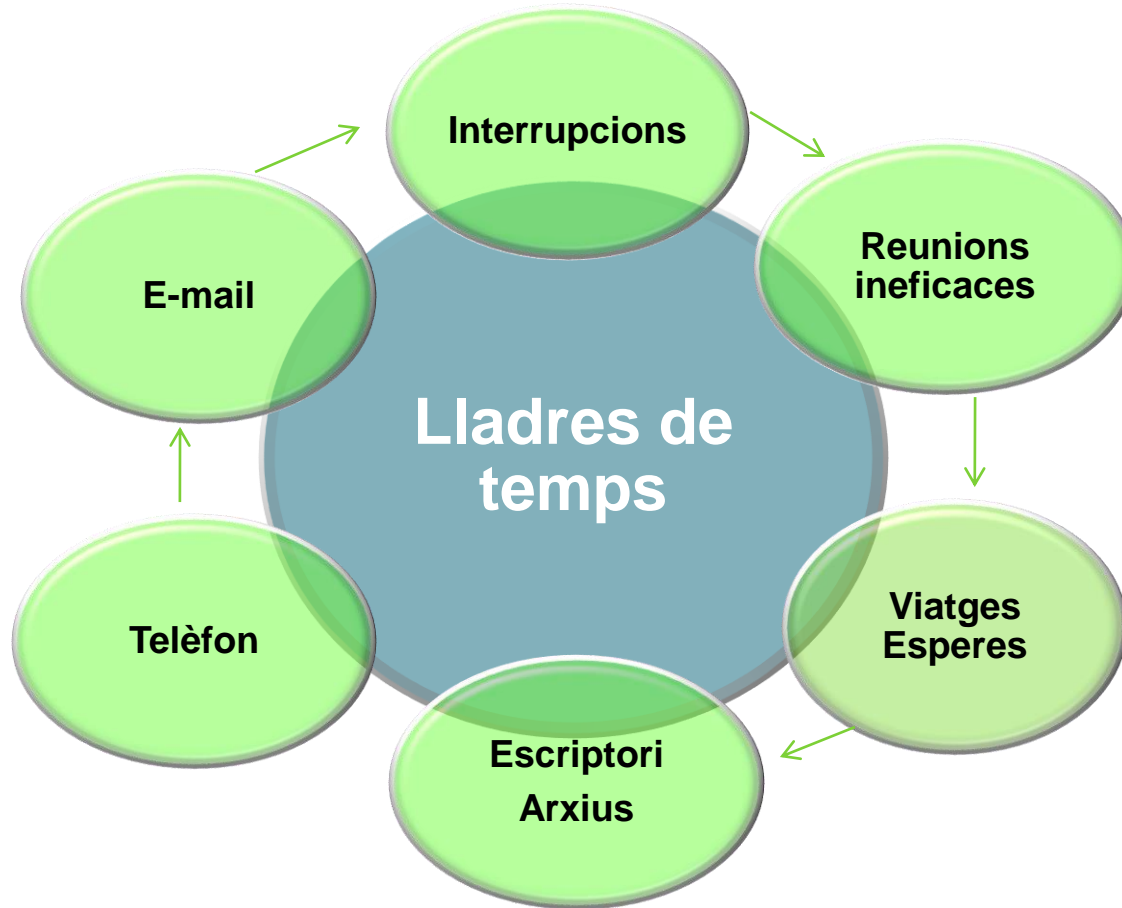 Interrupcions
Reunions
ineficaces
E-mail
Lladres de
temps
Viatges
Esperes
Telèfon
Escriptori
Arxius